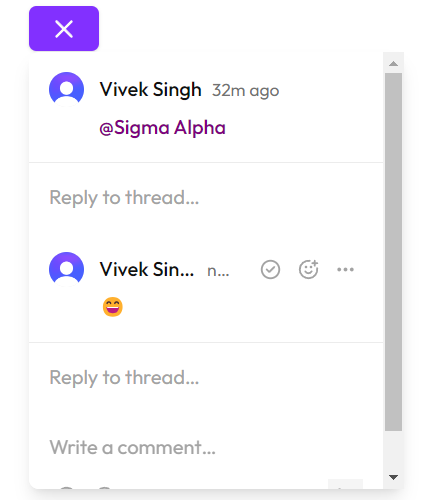 Vivek Singh 32m ago
@Sigma Alpha
Reply to thread...
Vivek Sin... n...
Reply to thread...
Write a comment...